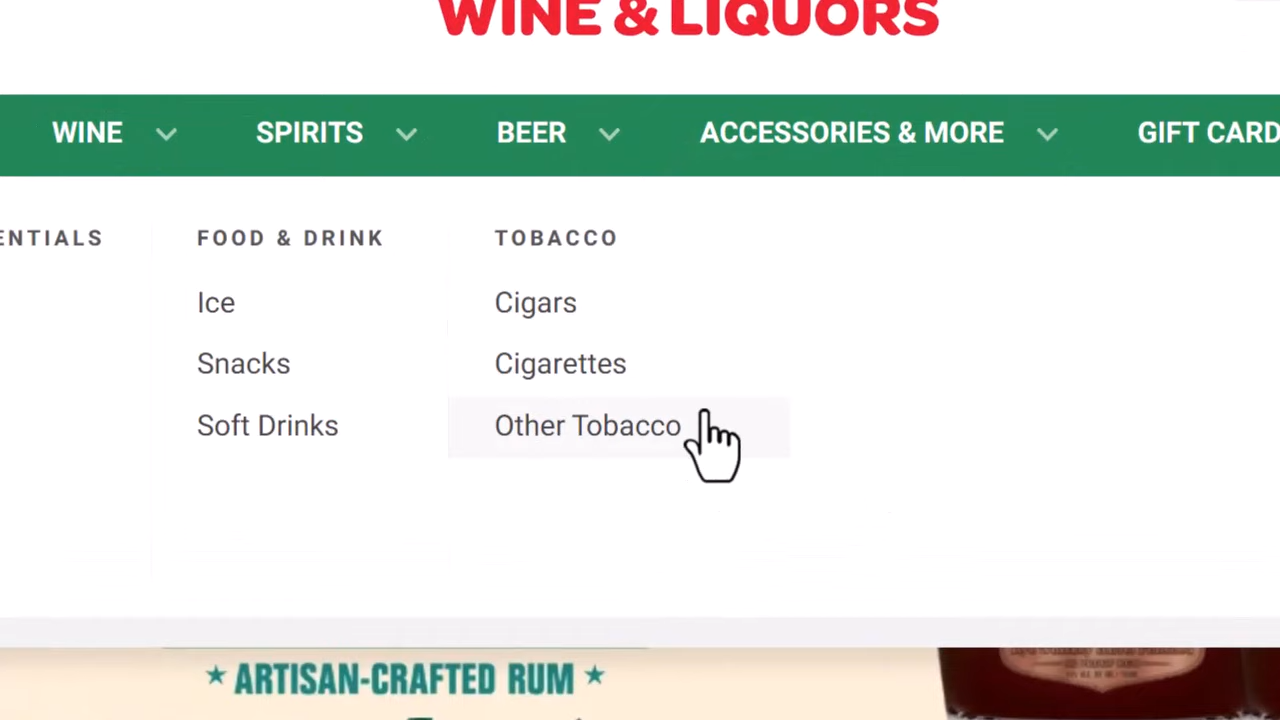 WINE & LIQUORS
WINE SPIRITS BEER ACCESSORIES & MORE GIFT CARD
ENTIALS FOOD & DRINK TOBACCO
Ice Cigars
Snacks Cigarettes
Soft Drinks Other Tobacco
★ ARTISAN-CRAFTED RUM ★